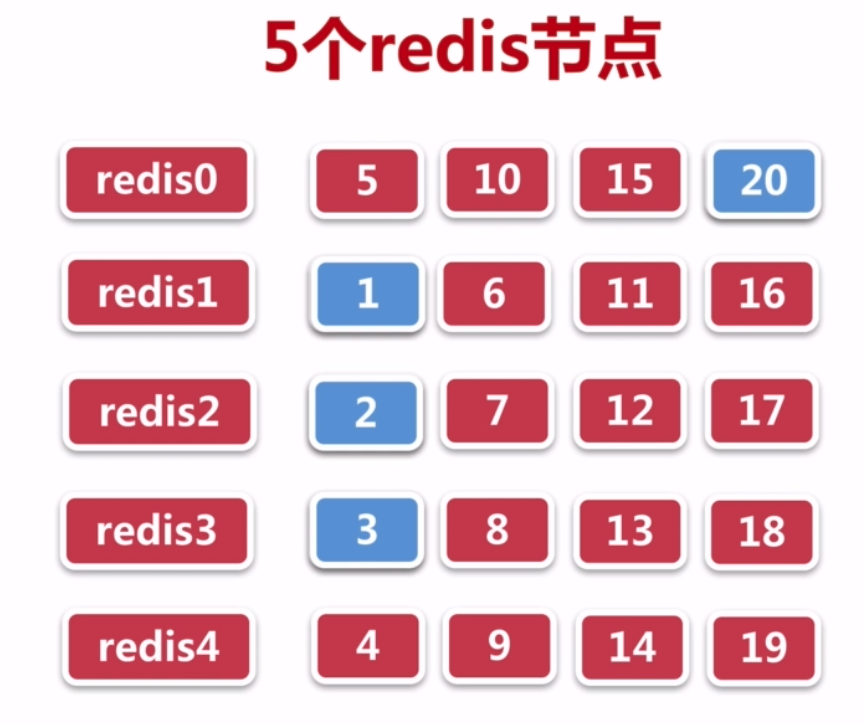 5个redis节点
redis0 5 10 15 20
redis1 1 6 11 16
redis2 2 7 12 17
redis3 3 8 13 18
redis4 4 9 14 19